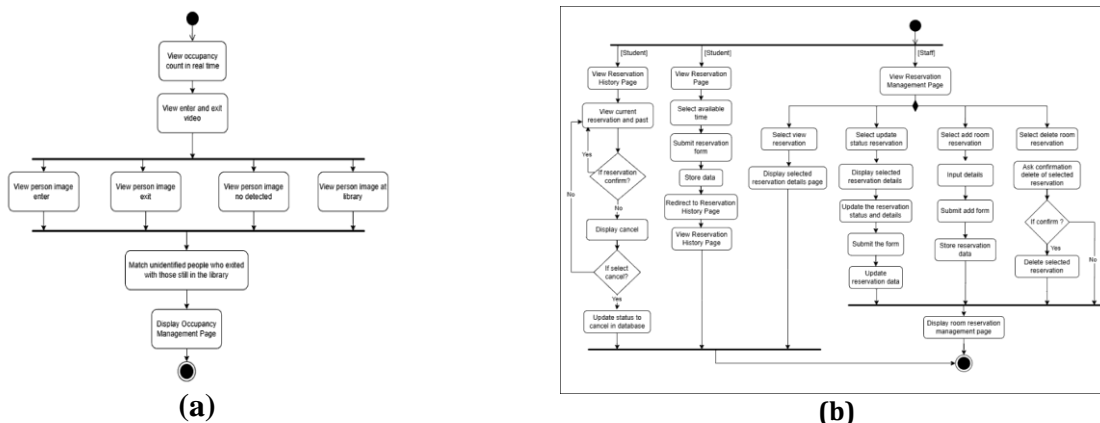 View occupancy
count in real time
View enter and exit
video
View person image
enter
View person image
exit
View person image
no detected
View person image at
library
Match unidentified people who exited
with those still in the library
Display Occupancy
Management Page
(a)
[Student]
[Student]
[Staff]
View Reservation
History Page
View current
reservation and past
Yes
If reservation
confirm?
No
No
Display cancel
If select
cancel?
Yes
Update status to
cancel in database
View Reservation
Page
Select available
time
Submit reservation
form
Store data
Redirect to Reservation
History Page
View Reservation
History Page
View Reservation
Management Page
Select view
reservation
Display selected
reservation details page
Select update
status reservation
Display selected
reservation details
Update the reservation
status and details
Submit the form
Update
reservation data
Select add room
reservation
Input details
Submit add form
Store reservation
data
Select delete room
reservation
Ask confirmation
delete of selected
reservation
If confirm ?
Yes
No
Delete selected
reservation
Display room reservation
management page
(b)